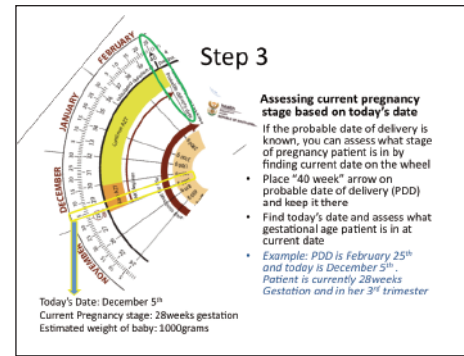 Step 3
FEBRUARY
JANUARY
DECEMBER
NOVEMBER
Assessing current pregnancy
stage based on today's date
If the probable date of delivery is
known, you can assess what stage
of pregnancy patient is in by
finding current date on the wheel
• Place "40 week" arrow on
probable date of delivery (PDD)
and keep it there
• Find today's date and assess what
gestational age patient is in at
current date
• Example: PDD is February 25th
and today is December 5th.
Patient is currently 28weeks
Gestation and in her 3rd trimester
Today's Date: December 5th
Current Pregnancy stage: 28weeks gestation
Estimated weight of baby: 1000grams